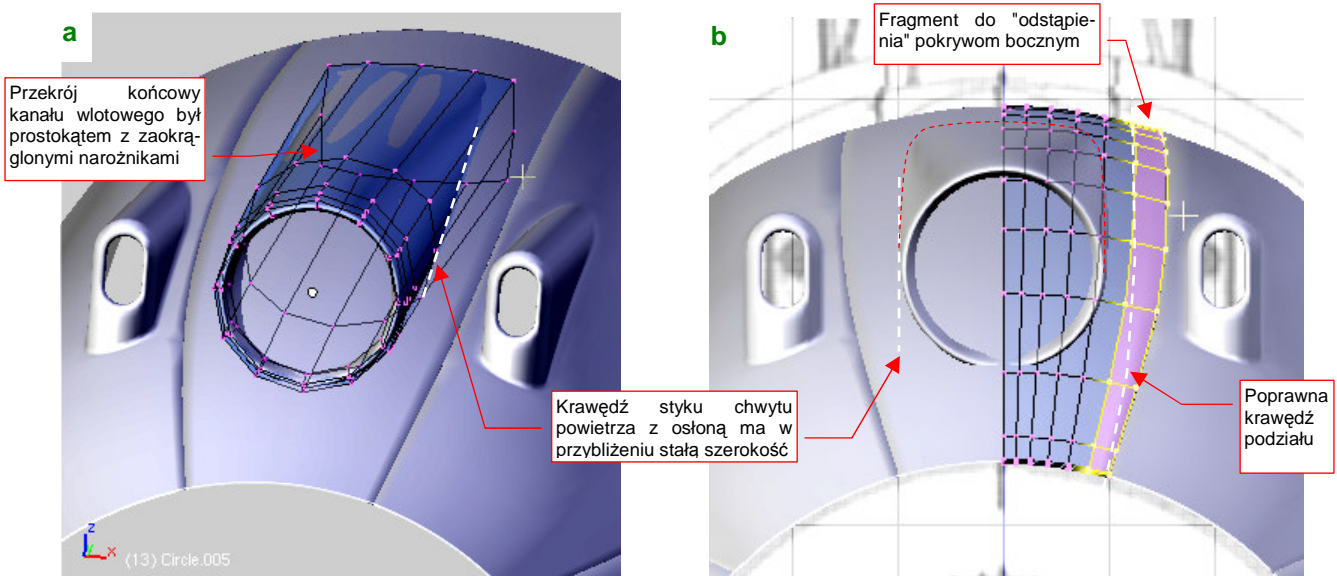 a
Przekrój końcowy
kanału wlotowego był
prostokątem z zaokrą-
glonymi narożnikami
b
Fragment do "odstąpie-
nia" pokrywom bocznym
Krawędź styku chwytu
powietrza z osłoną ma w
przybliżeniu stałą szerokość
Poprawna
krawędź
podziału
z
x
(13) Circle.005